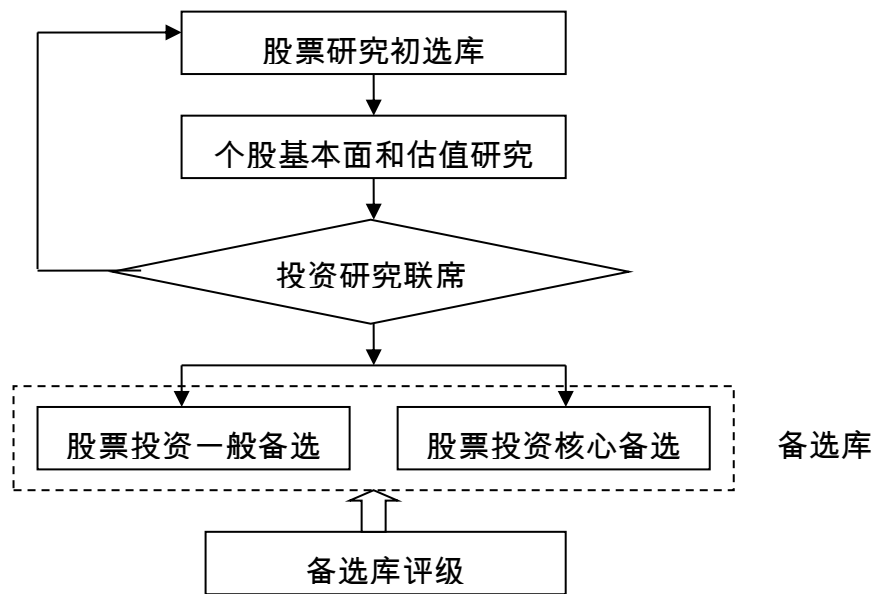 股票研究初选库
个股基本面和估值研究
投资研究联席
股票投资一般备选
股票投资核心备选
备选库
备选库评级